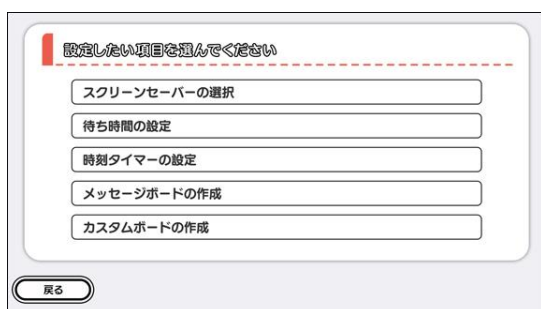 設定したい項目を選んでください
スクリーンセーバーの選択
待ち時間の設定
時刻タイマーの設定
メッセージボードの作成
カスタムボードの作成
戻る